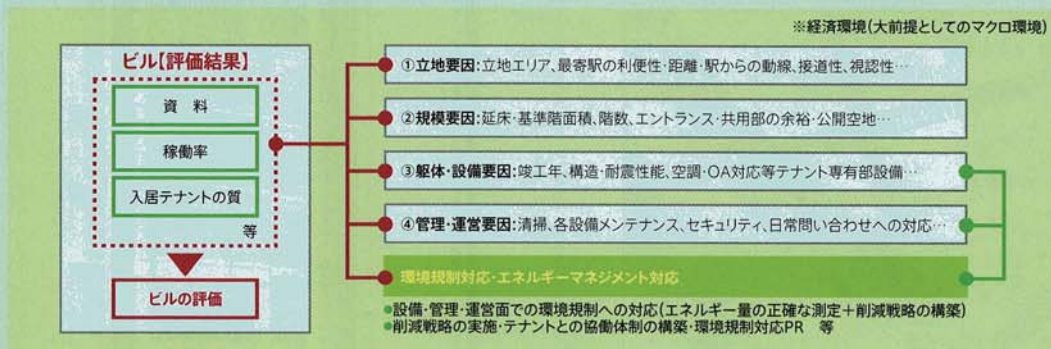 ※経済環境(大前提としてのマクロ環境)
ビル【評価結果】
資 料
稼働率
入居テナントの質
等
ビルの評価
①立地要因:立地エリア、最寄駅の利便性・距離・駅からの動線、接道性、視認性…
②規模要因:延床・基準階面積、階数、エントランス・共用部の余裕・公開空地…
③躯体・設備要因:竣工年、構造・耐震性能、空調・OA対応等テナント専有部設備…
④管理・運営要因:清掃、各設備メンテナンス、セキュリティ、日常問い合わせへの対応…
環境規制対応・エネルギーマネジメント対応
●設備・管理・運営面での環境規制への対応(エネルギー量の正確な測定+削減戦略の構築)
●削減戦略の実施・テナントとの協働体制の構築・環境規制対応PR 等